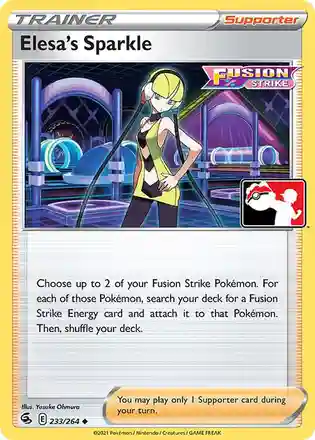 TRAINER Supporter
Elesa's Sparkle
FUSION
STRIKE
Choose up to 2 of your Fusion Strike Pokémon. For
each of those Pokémon, search your deck for a Fusion
Strike Energy card and attach it to that Pokémon.
Then, shuffle your deck.
Illus. Yusuke Ohmura
E 233/264
You may play only 1 Supporter card during
your turn.
©2021 Pokémon / Nintendo / Creatures / GAME FREAK